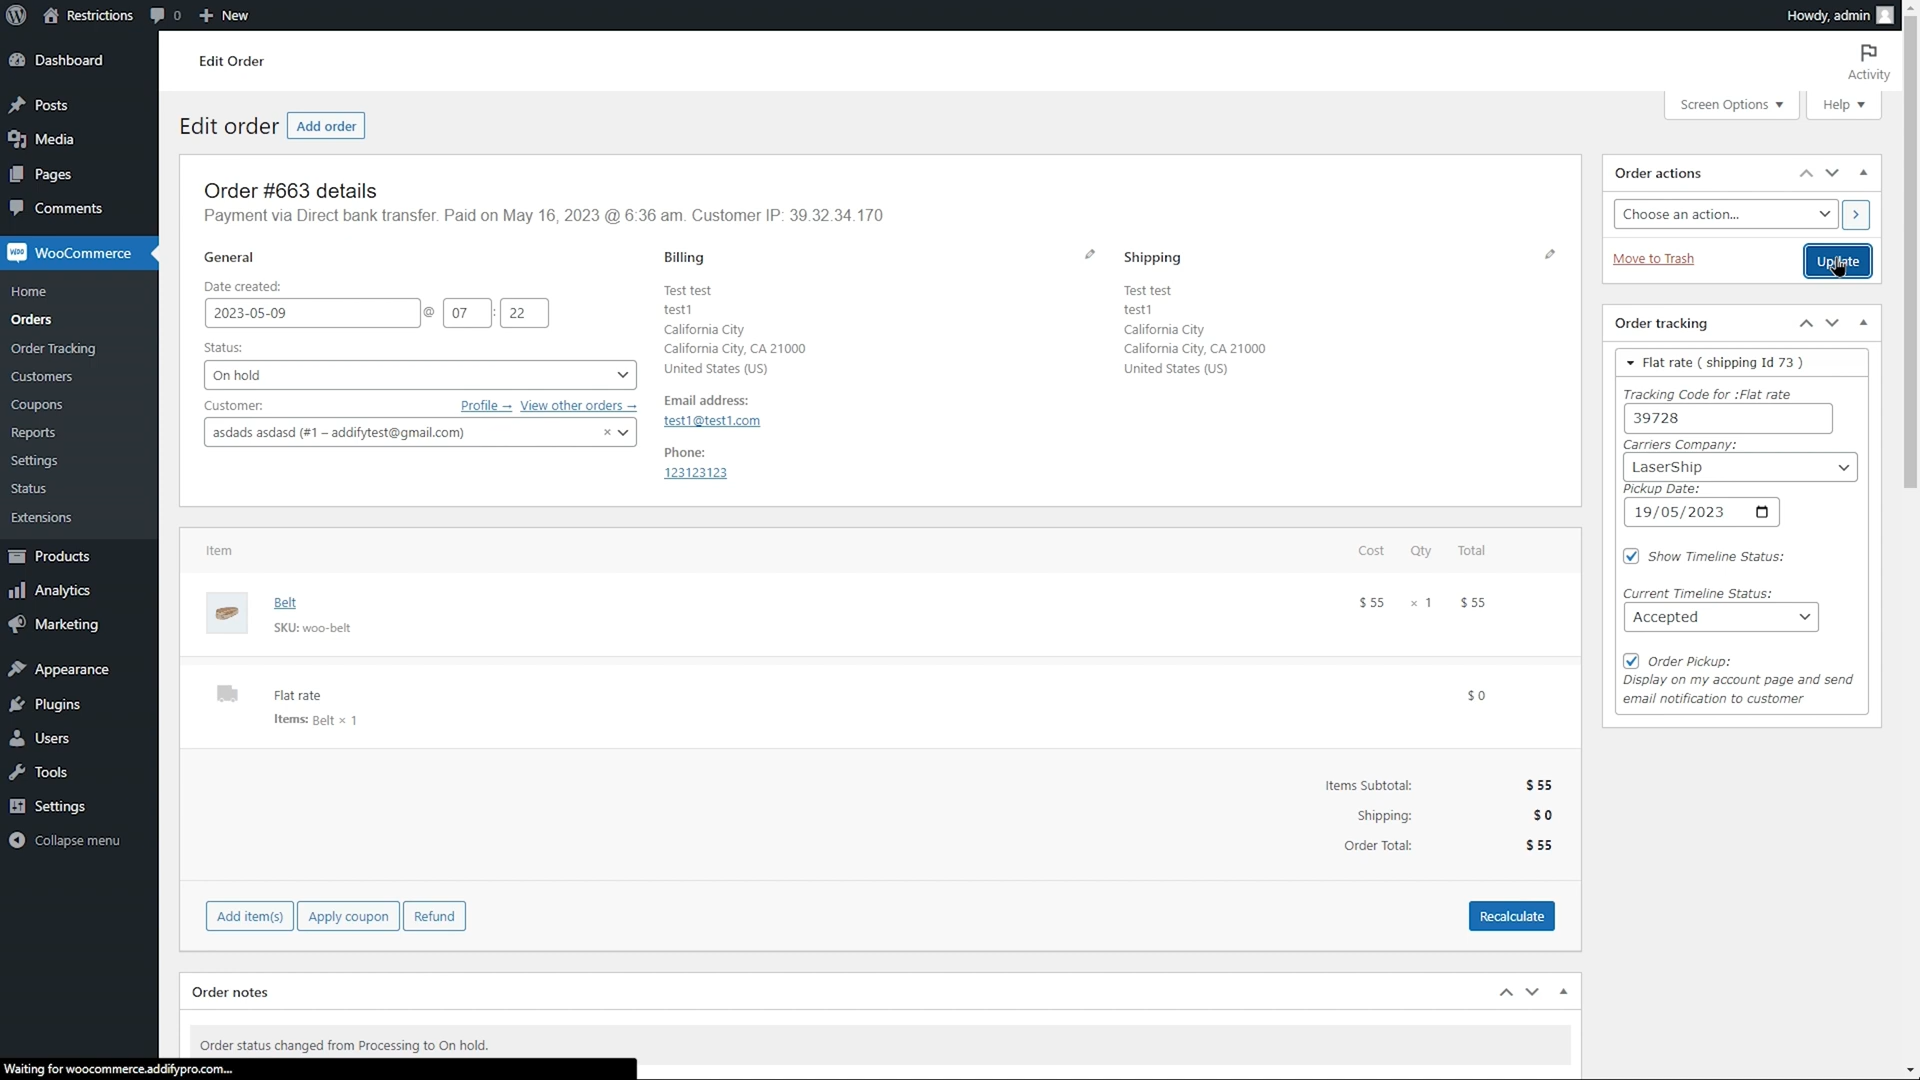 Restrictions
0
New
Howdy, admin
Dashboard
Posts
Media
Pages
Comments
WooCommerce
Home
Orders
Order Tracking
Customers
Coupons
Reports
Settings
Status
Extensions
Products
Analytics
Marketing
Appearance
Plugins
Users
Tools
Settings
Collapse menu
Edit Order
Activity
Screen Options ▼
Help ▼
Edit order
Add order
Order #663 details
Payment via Direct bank transfer. Paid on May 16, 2023 @ 6:36 am. Customer IP: 39.32.34.170
General
Date created:
2023-05-09 @ 07 : 22
Status:
On hold
Customer: Profile → View other orders →
asdads asdasd (#1 – addifytest@gmail.com) ×
Billing
Test test
test1
California City
California City, CA 21000
United States (US)
Email address:
test1@test1.com
Phone:
123123123
Shipping
Test test
test1
California City
California City, CA 21000
United States (US)
Item Cost Qty Total
Belt $ 55 × 1 $ 55
SKU: woo-belt
Flat rate $ 0
Items: Belt × 1
Items Subtotal: $ 55
Shipping: $ 0
Order Total: $ 55
Add item(s) Apply coupon Refund Recalculate
Order notes
Order status changed from Processing to On hold.
Order actions
Choose an action...
Move to Trash
Update
Order tracking
Flat rate ( shipping Id 73 )
Tracking Code for :Flat rate
39728
Carriers Company:
LaserShip
Pickup Date:
19/05/2023
Show Timeline Status:
Current Timeline Status:
Accepted
Order Pickup:
Display on my account page and send
email notification to customer
Waiting for woocommerce.addifypro.com...